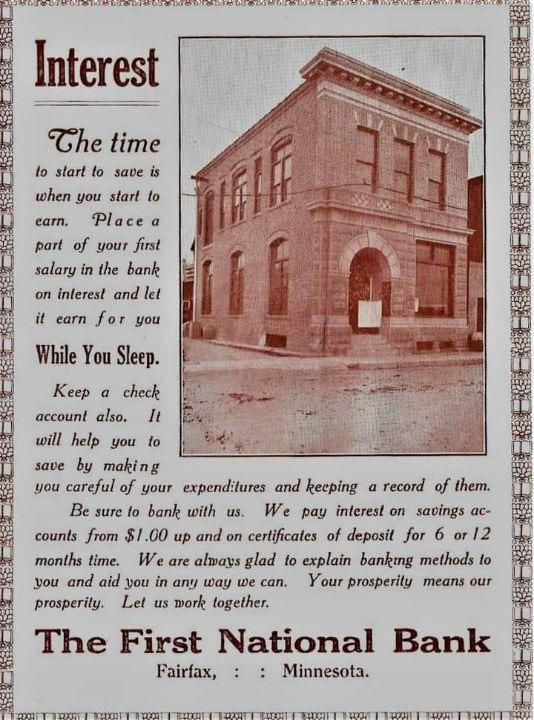 Interest
The time
to start to save is
when you start to
earn. Place a
part of your first
salary in the bank
on interest and let
it earn for you
While You Sleep.
Keep a check
account also. It
will help you to
save by making
you careful of your expenditures and keeping a record of them.
Be sure to bank with us. We pay interest on savings ac-
counts from $1.00 up and on certificates of deposit for 6 or 12
months time. We are always glad to explain banking methods to
you and aid you in any way we can. Your prosperity means our
prosperity. Let us work together.
The First National Bank
Fairfax, : : Minnesota.